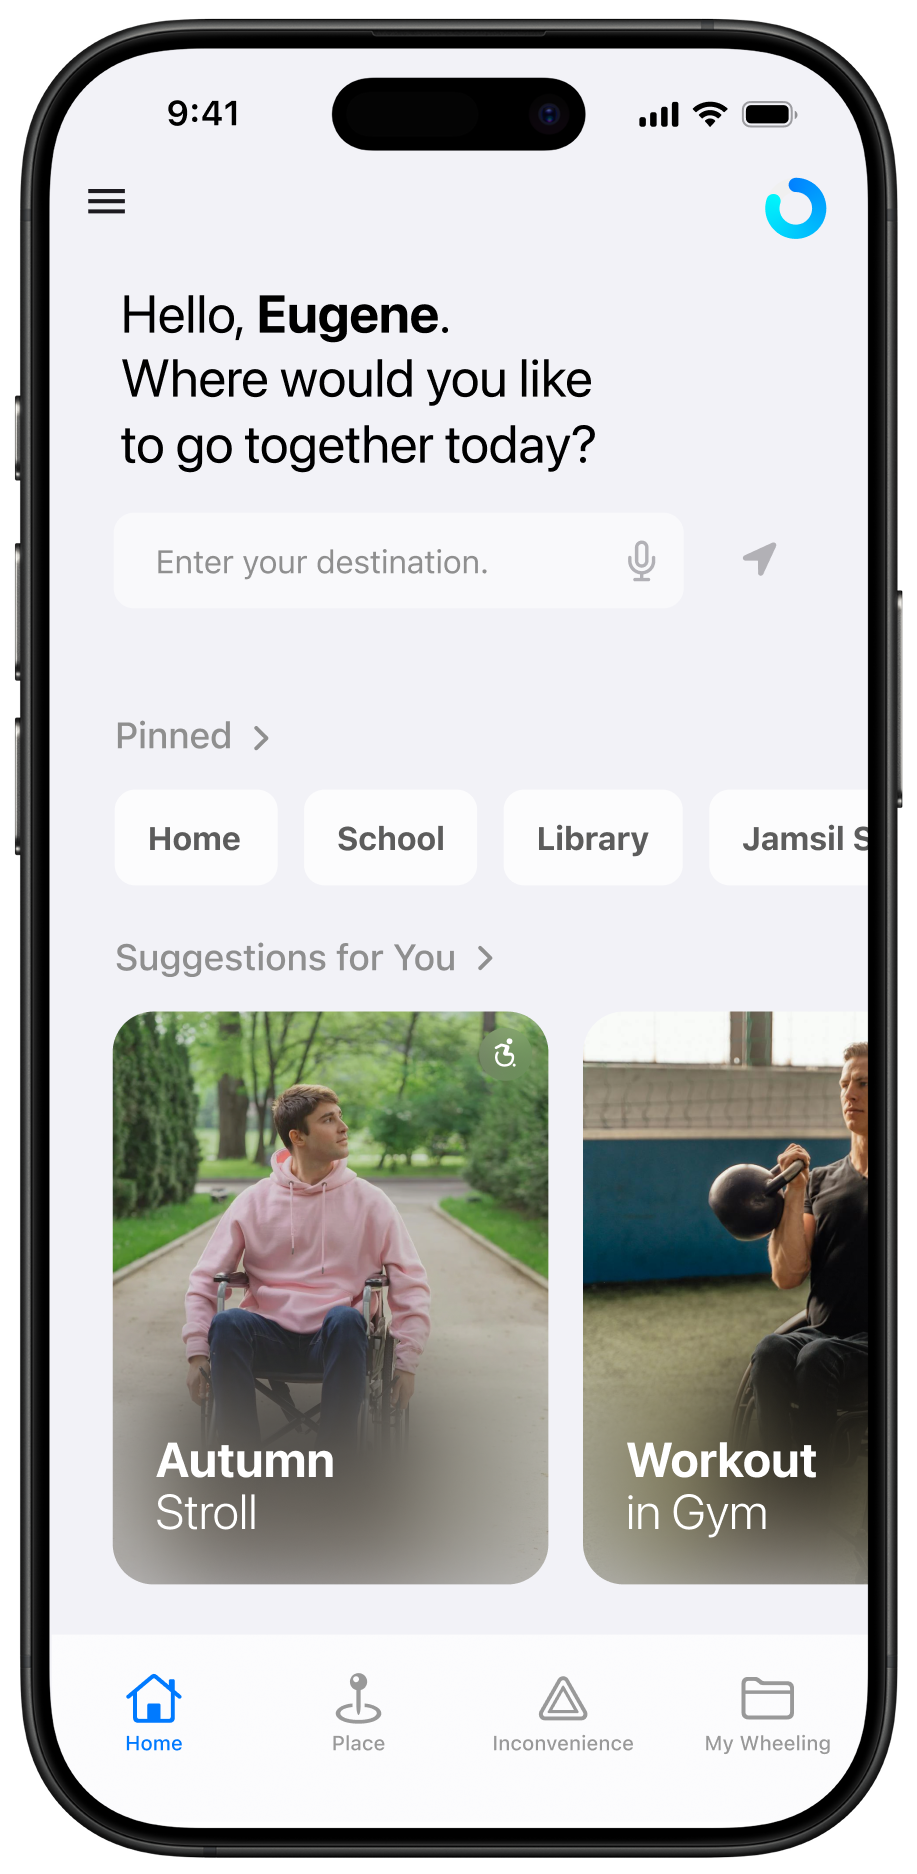 9:41
Hello, Eugene.
Where would you like
to go together today?
Enter your destination.
Pinned
Home
School
Library
Jamsil S
Suggestions for You
Autumn
Stroll
Workout
in Gym
Home
Place
Inconvenience
My Wheeling